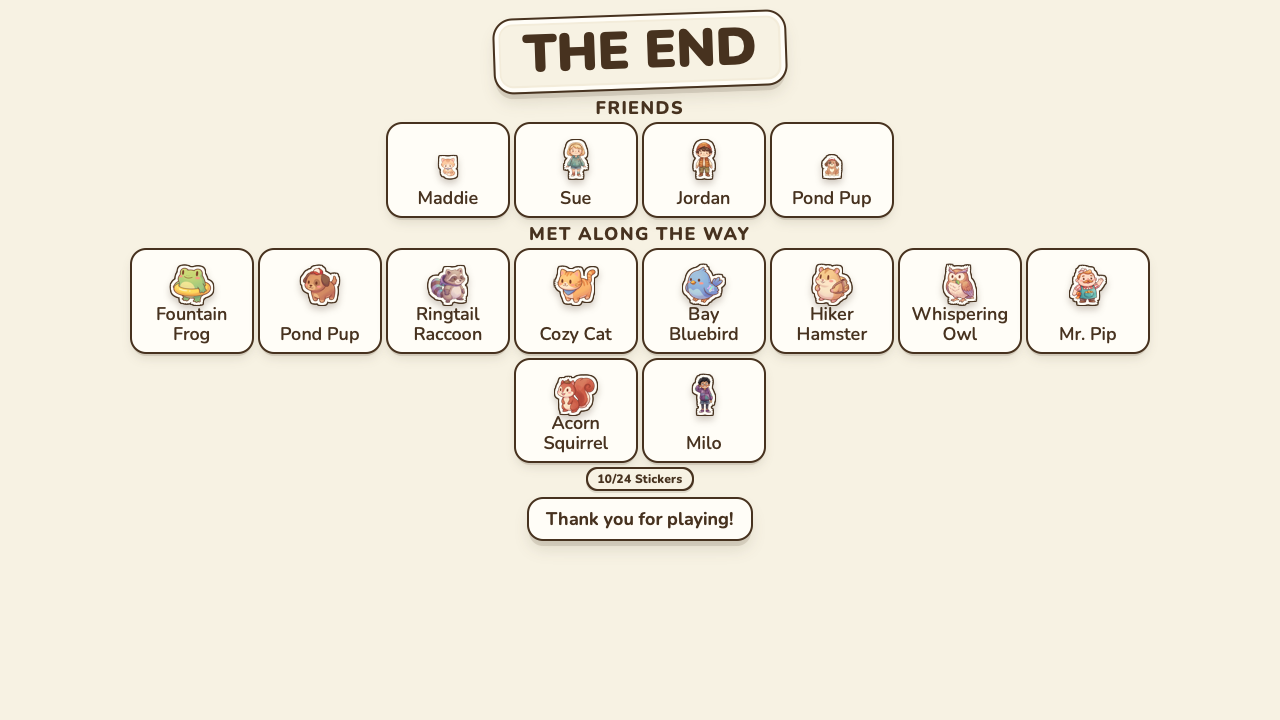 THE END
FRIENDS
Maddie
Sue
Jordan
Pond Pup
MET ALONG THE WAY
Fountain
Frog
Pond Pup
Ringtail
Raccoon
Cozy Cat
Bay
Bluebird
Hiker
Hamster
Whispering
Owl
Mr. Pip
Acorn
Squirrel
Milo
10/24 Stickers
Thank you for playing!